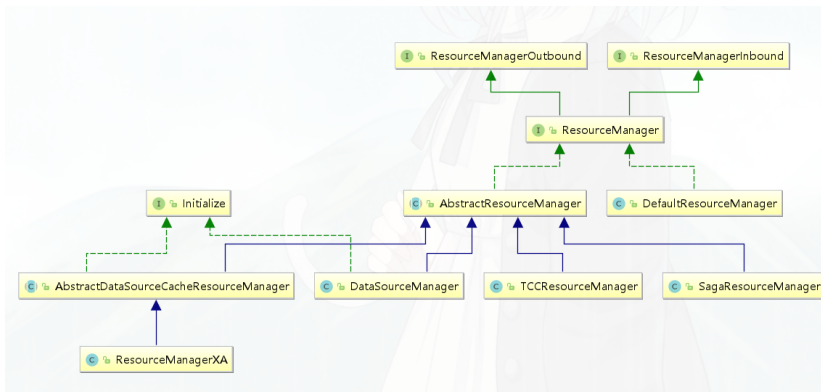 ResourceManagerOutbound
ResourceManagerInbound
ResourceManager
Initialize
AbstractResourceManager
DefaultResourceManager
AbstractDataSourceCacheResourceManager
DataSourceManager
TCCResourceManager
SagaResourceManager
ResourceManagerXA